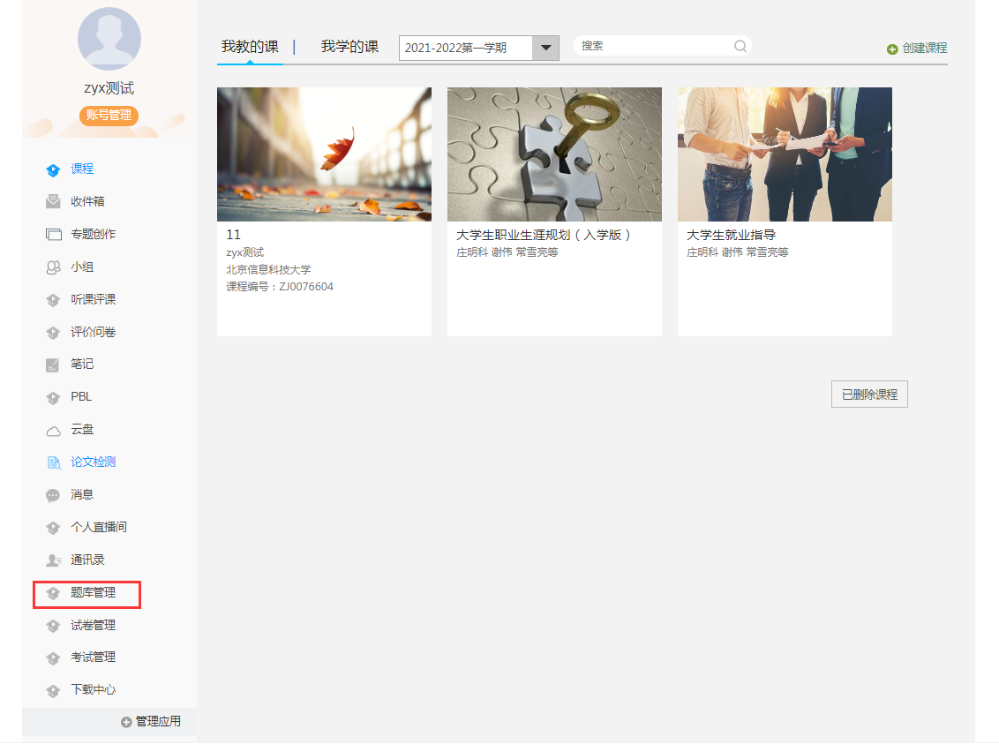 zyx测试
账号管理
课程
收件箱
专题创作
小组
听课评课
评价问卷
笔记
PBL
云盘
论文检测
消息
个人直播间
通讯录
题库管理
试卷管理
考试管理
下载中心
管理应用
我教的课 | 我学的课 2021-2022第一学期 搜索 创建课程
11
zyx测试
北京信息科技大学
课程编号：ZJ0076604
大学生职业生涯规划（入学版）
庄明科 谢伟 常雪亮等
大学生就业指导
庄明科 谢伟 常雪亮等
已删除课程